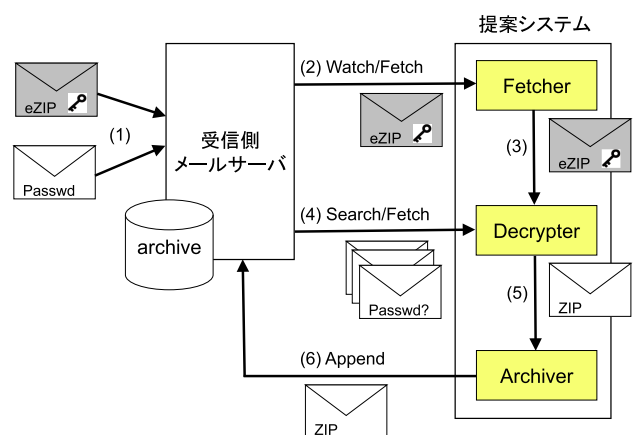 提案システム
(2) Watch/Fetch
Fetcher
eZIP
(1)
eZIP
(3)
eZIP
受信側
メールサーバ
Passwd
(4) Search/Fetch
Decrypter
archive
Passwd?
(5)
ZIP
(6) Append
Archiver
ZIP